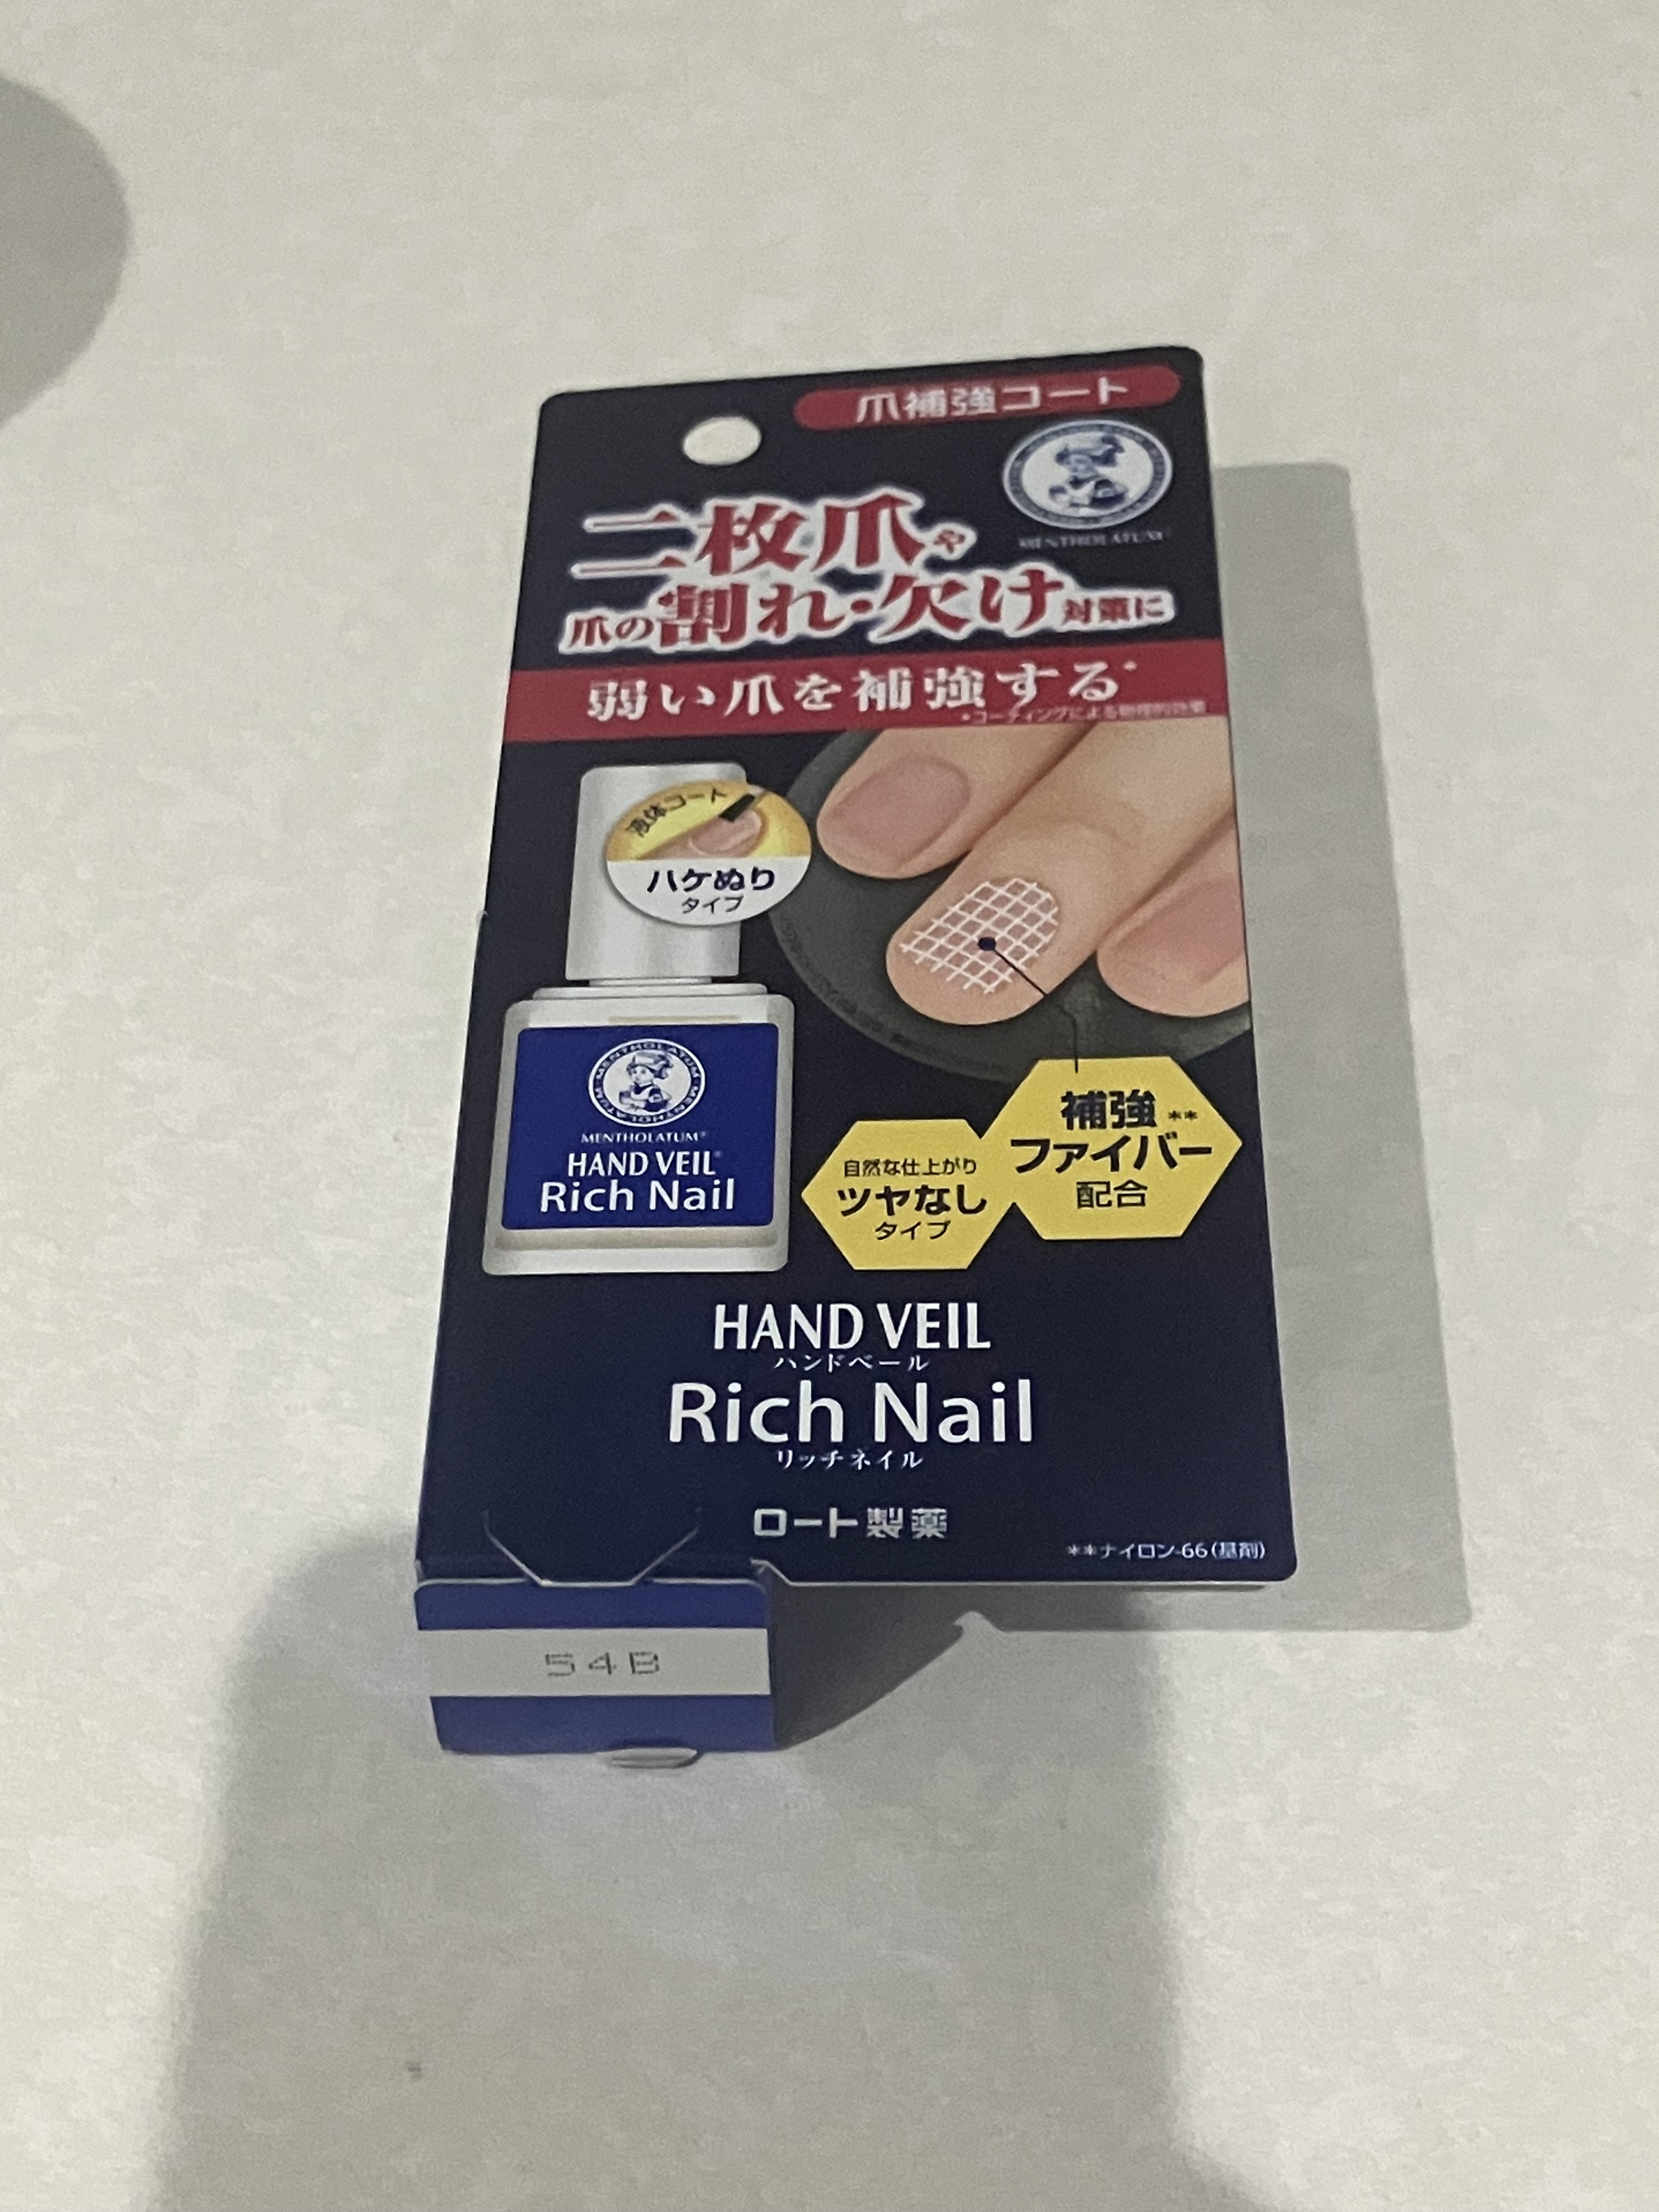 爪補強コート
MENTHOLATUM
二枚爪や
爪の割れ・欠け対策に
弱い爪を補強する*
*コーティングによる物理的効果
液体コート
ハケぬり
タイプ
MENTHOLATUM®
HAND VEIL®
Rich Nail
補強**
ファイバー
配合
自然な仕上がり
ツヤなし
タイプ
HAND VEIL
ハンドベール
Rich Nail
リッチネイル
ロート製薬
**ナイロン-66(基剤)
54B